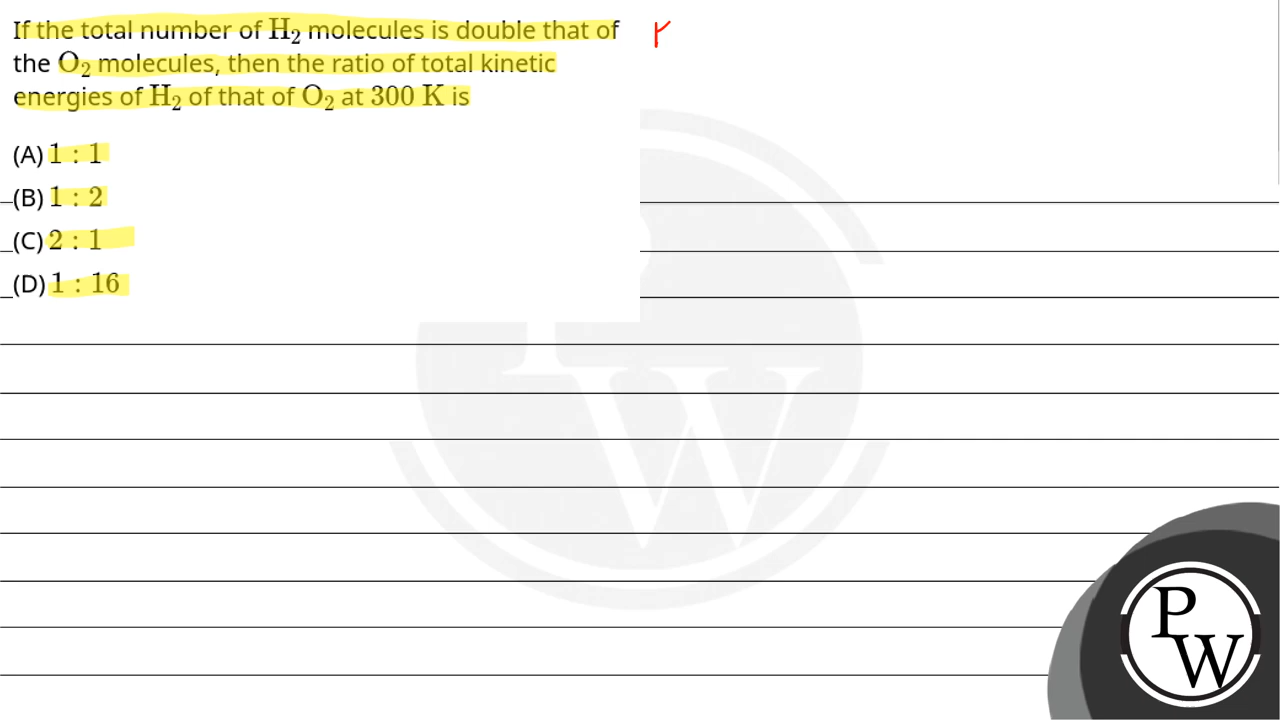 If the total number of H₂ molecules is double that of
the O₂ molecules, then the ratio of total kinetic
energies of H₂ of that of O₂ at 300 K is
(A) 1 : 1
(B) 1 : 2
(C) 2 : 1
(D) 1 : 16
PW